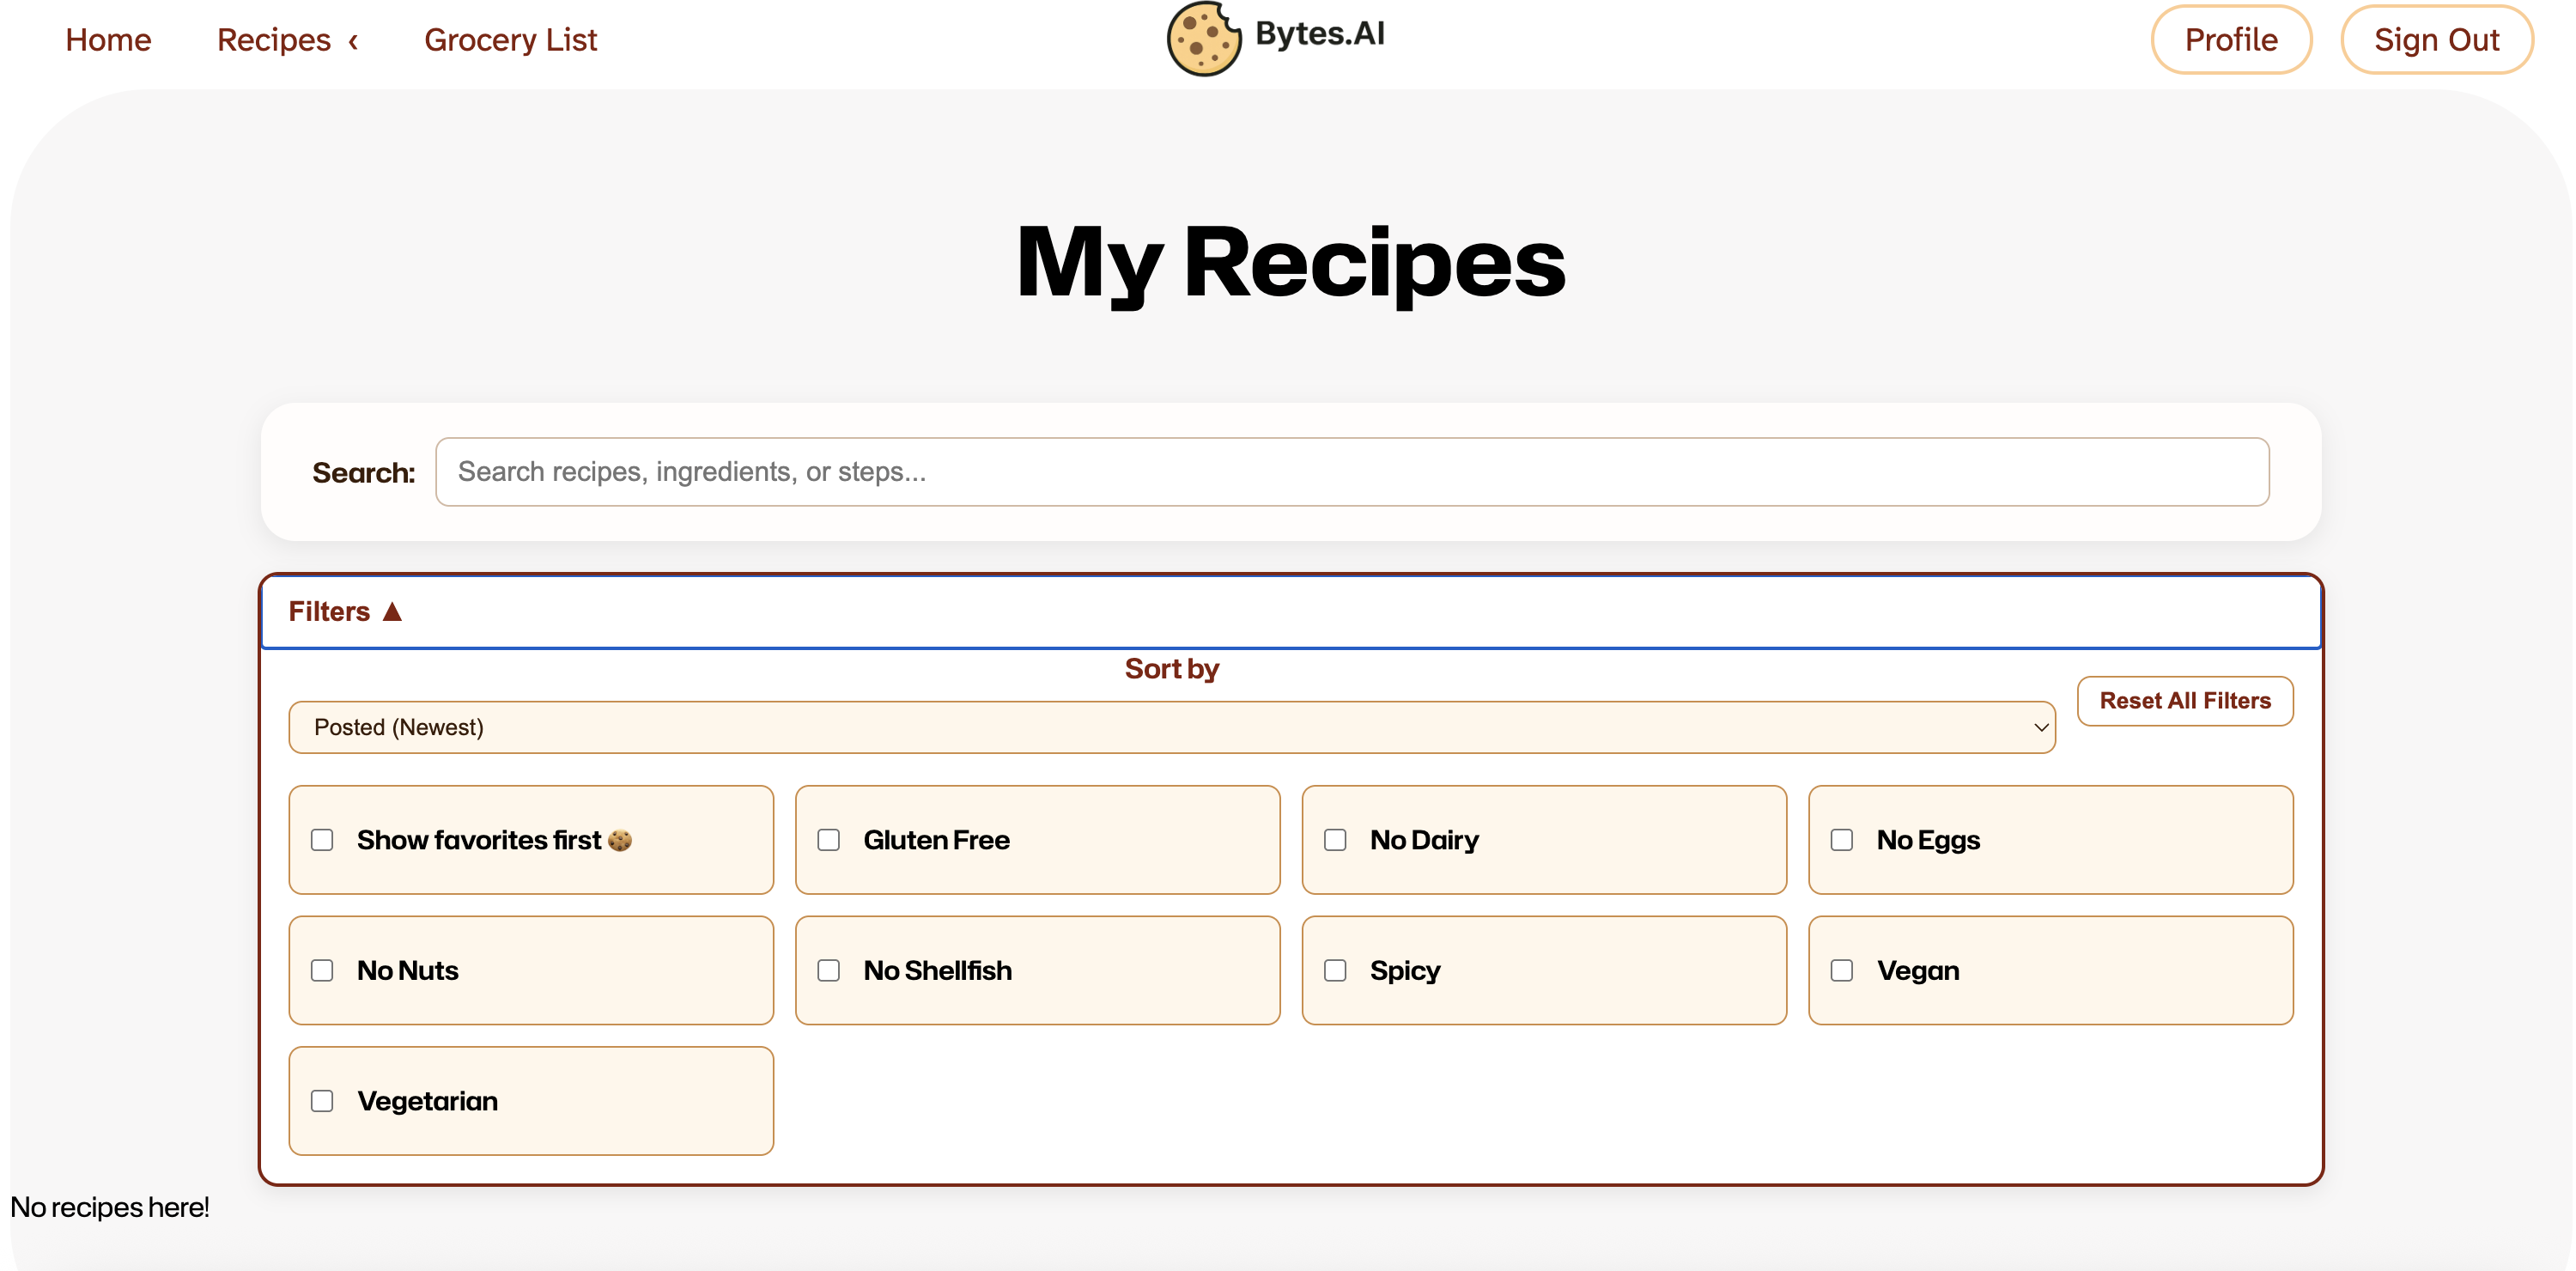 Home Recipes ‹ Grocery List Bytes.AI Profile Sign Out
My Recipes
Search: Search recipes, ingredients, or steps...
Filters ▲
Sort by
Reset All Filters
Posted (Newest)
Show favorites first 🍪 Gluten Free No Dairy No Eggs
No Nuts No Shellfish Spicy Vegan
Vegetarian
No recipes here!